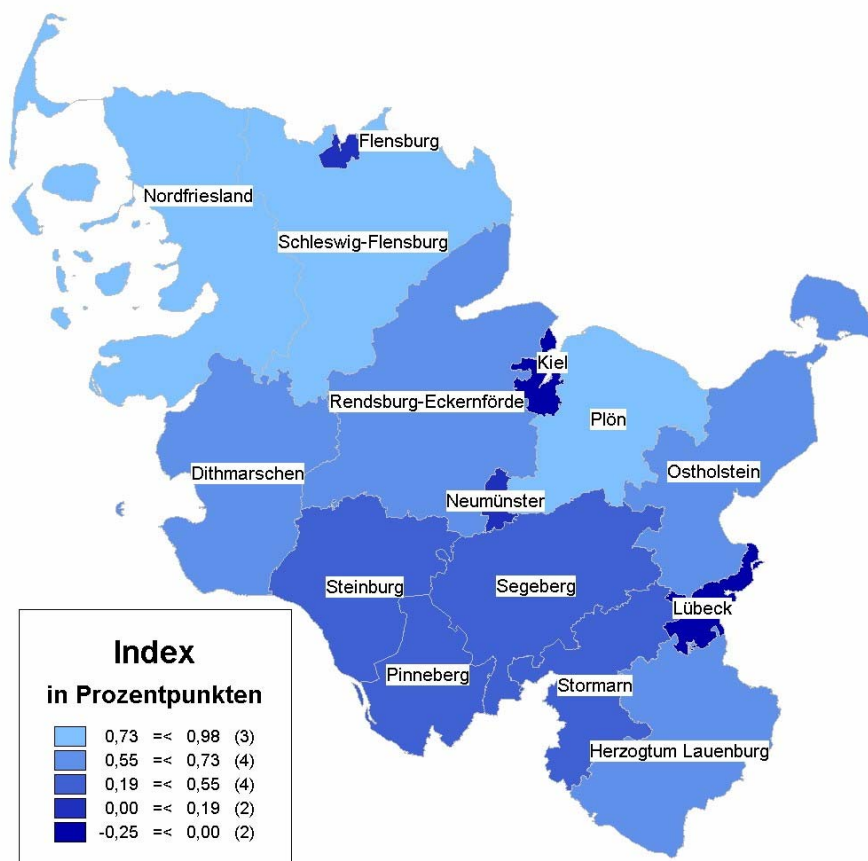 Flensburg
Nordfriesland
Schleswig-Flensburg
Kiel
Rendsburg-Eckernförde
Plön
Dithmarschen
Ostholstein
Neumünster
Steinburg
Segeberg
Lübeck
Pinneberg
Stormarn
Herzogtum Lauenburg
Index
in Prozentpunkten
0,73 =< 0,98 (3)
0,55 =< 0,73 (4)
0,19 =< 0,55 (4)
0,00 =< 0,19 (2)
-0,25 =< 0,00 (2)